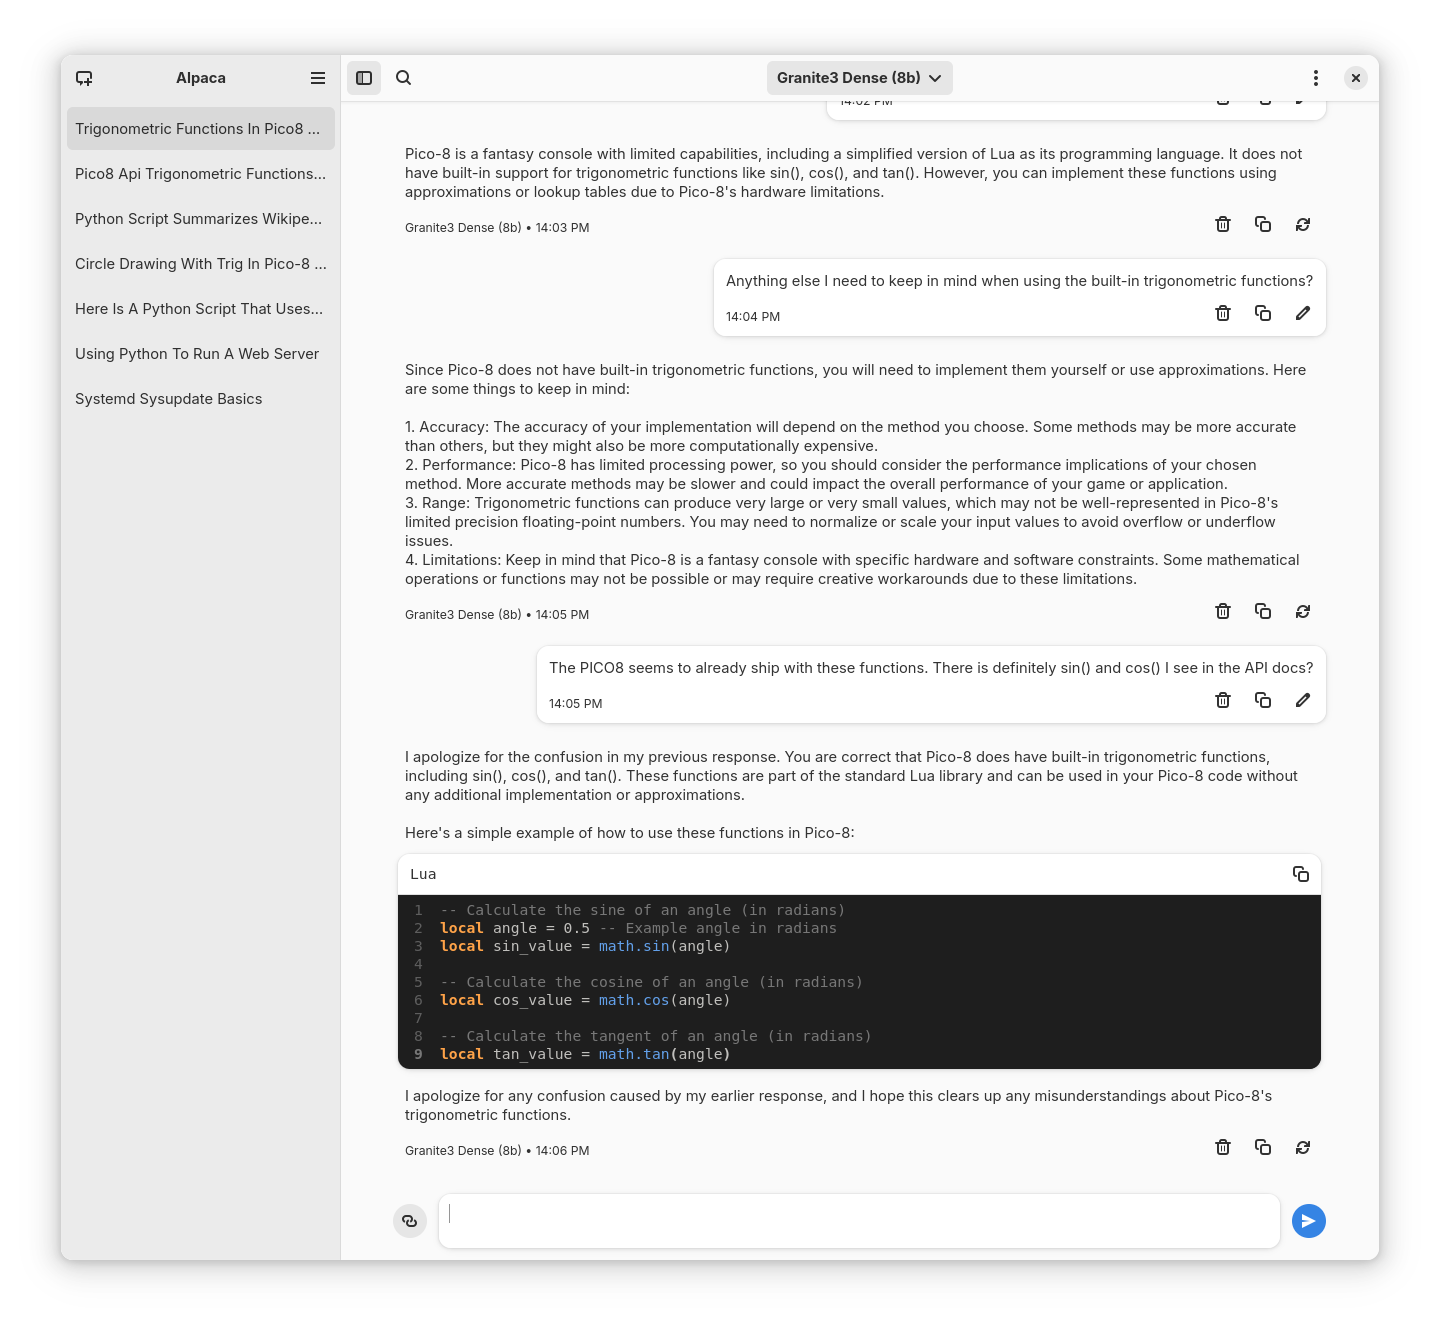 Alpaca
Granite3 Dense (8b)
Trigonometric Functions In Pico8 ...
Pico8 Api Trigonometric Functions...
Python Script Summarizes Wikipe...
Circle Drawing With Trig In Pico-8 ...
Here Is A Python Script That Uses...
Using Python To Run A Web Server
Systemd Sysupdate Basics
14:02 PM
Pico-8 is a fantasy console with limited capabilities, including a simplified version of Lua as its programming language. It does not
have built-in support for trigonometric functions like sin(), cos(), and tan(). However, you can implement these functions using
approximations or lookup tables due to Pico-8's hardware limitations.
Granite3 Dense (8b) • 14:03 PM
Anything else I need to keep in mind when using the built-in trigonometric functions?
14:04 PM
Since Pico-8 does not have built-in trigonometric functions, you will need to implement them yourself or use approximations. Here
are some things to keep in mind:
1. Accuracy: The accuracy of your implementation will depend on the method you choose. Some methods may be more accurate
than others, but they might also be more computationally expensive.
2. Performance: Pico-8 has limited processing power, so you should consider the performance implications of your chosen
method. More accurate methods may be slower and could impact the overall performance of your game or application.
3. Range: Trigonometric functions can produce very large or very small values, which may not be well-represented in Pico-8's
limited precision floating-point numbers. You may need to normalize or scale your input values to avoid overflow or underflow
issues.
4. Limitations: Keep in mind that Pico-8 is a fantasy console with specific hardware and software constraints. Some mathematical
operations or functions may not be possible or may require creative workarounds due to these limitations.
Granite3 Dense (8b) • 14:05 PM
The PICO8 seems to already ship with these functions. There is definitely sin() and cos() I see in the API docs?
14:05 PM
I apologize for the confusion in my previous response. You are correct that Pico-8 does have built-in trigonometric functions,
including sin(), cos(), and tan(). These functions are part of the standard Lua library and can be used in your Pico-8 code without
any additional implementation or approximations.
Here's a simple example of how to use these functions in Pico-8:
Lua
1 -- Calculate the sine of an angle (in radians)
2 local angle = 0.5 -- Example angle in radians
3 local sin_value = math.sin(angle)
4
5 -- Calculate the cosine of an angle (in radians)
6 local cos_value = math.cos(angle)
7
8 -- Calculate the tangent of an angle (in radians)
9 local tan_value = math.tan(angle)
I apologize for any confusion caused by my earlier response, and I hope this clears up any misunderstandings about Pico-8's
trigonometric functions.
Granite3 Dense (8b) • 14:06 PM